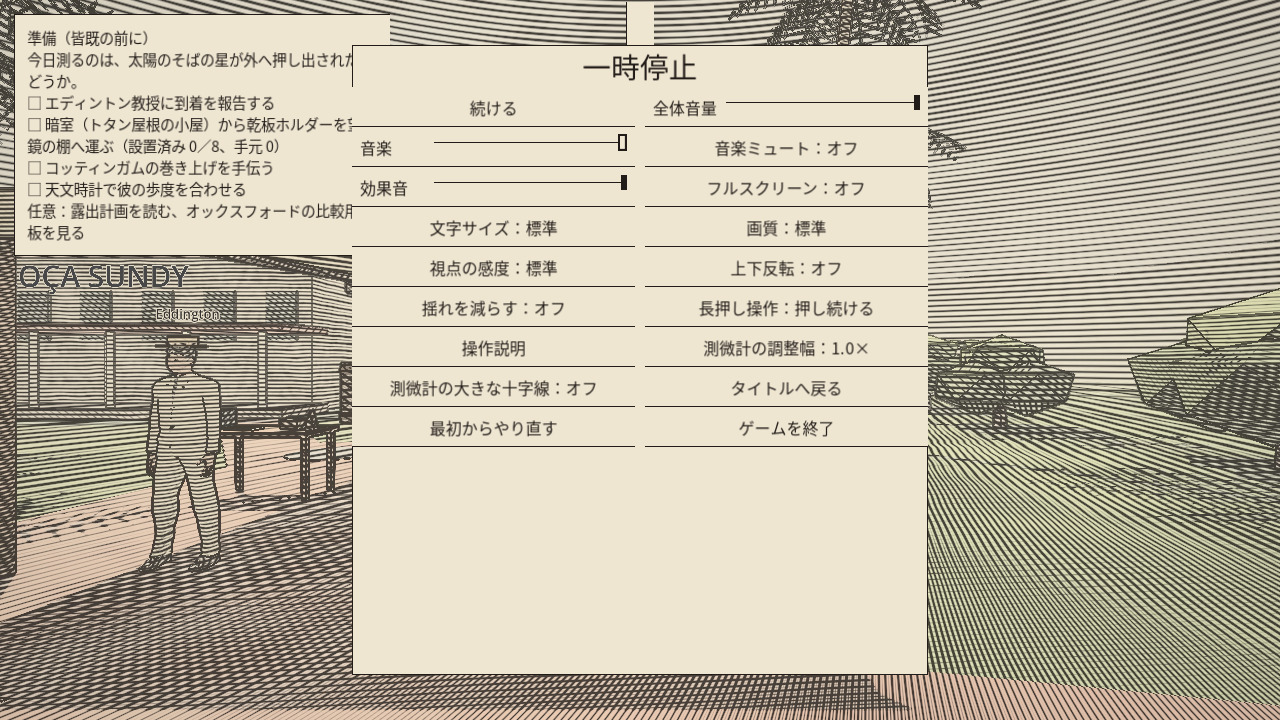 準備（皆既の前に）
今日測るのは、太陽のそばの星が外へ押し出された
どうか。
□ エディントン教授に到着を報告する
□ 暗室（トタン屋根の小屋）から乾板ホルダーを
鏡の棚へ運ぶ（設置済み 0／8、手元 0）
□ コッティンガムの巻き上げを手伝う
□ 天文時計で彼の歩度を合わせる
任意：露出計画を読む、オックスフォードの比較用
板を見る
OÇA SUNDY
Eddington
一時停止
続ける
全体音量
音楽
音楽ミュート：オフ
効果音
フルスクリーン：オフ
文字サイズ：標準
画質：標準
視点の感度：標準
上下反転：オフ
揺れを減らす：オフ
長押し操作：押し続ける
操作説明
測微計の調整幅：1.0×
測微計の大きな十字線：オフ
タイトルへ戻る
最初からやり直す
ゲームを終了